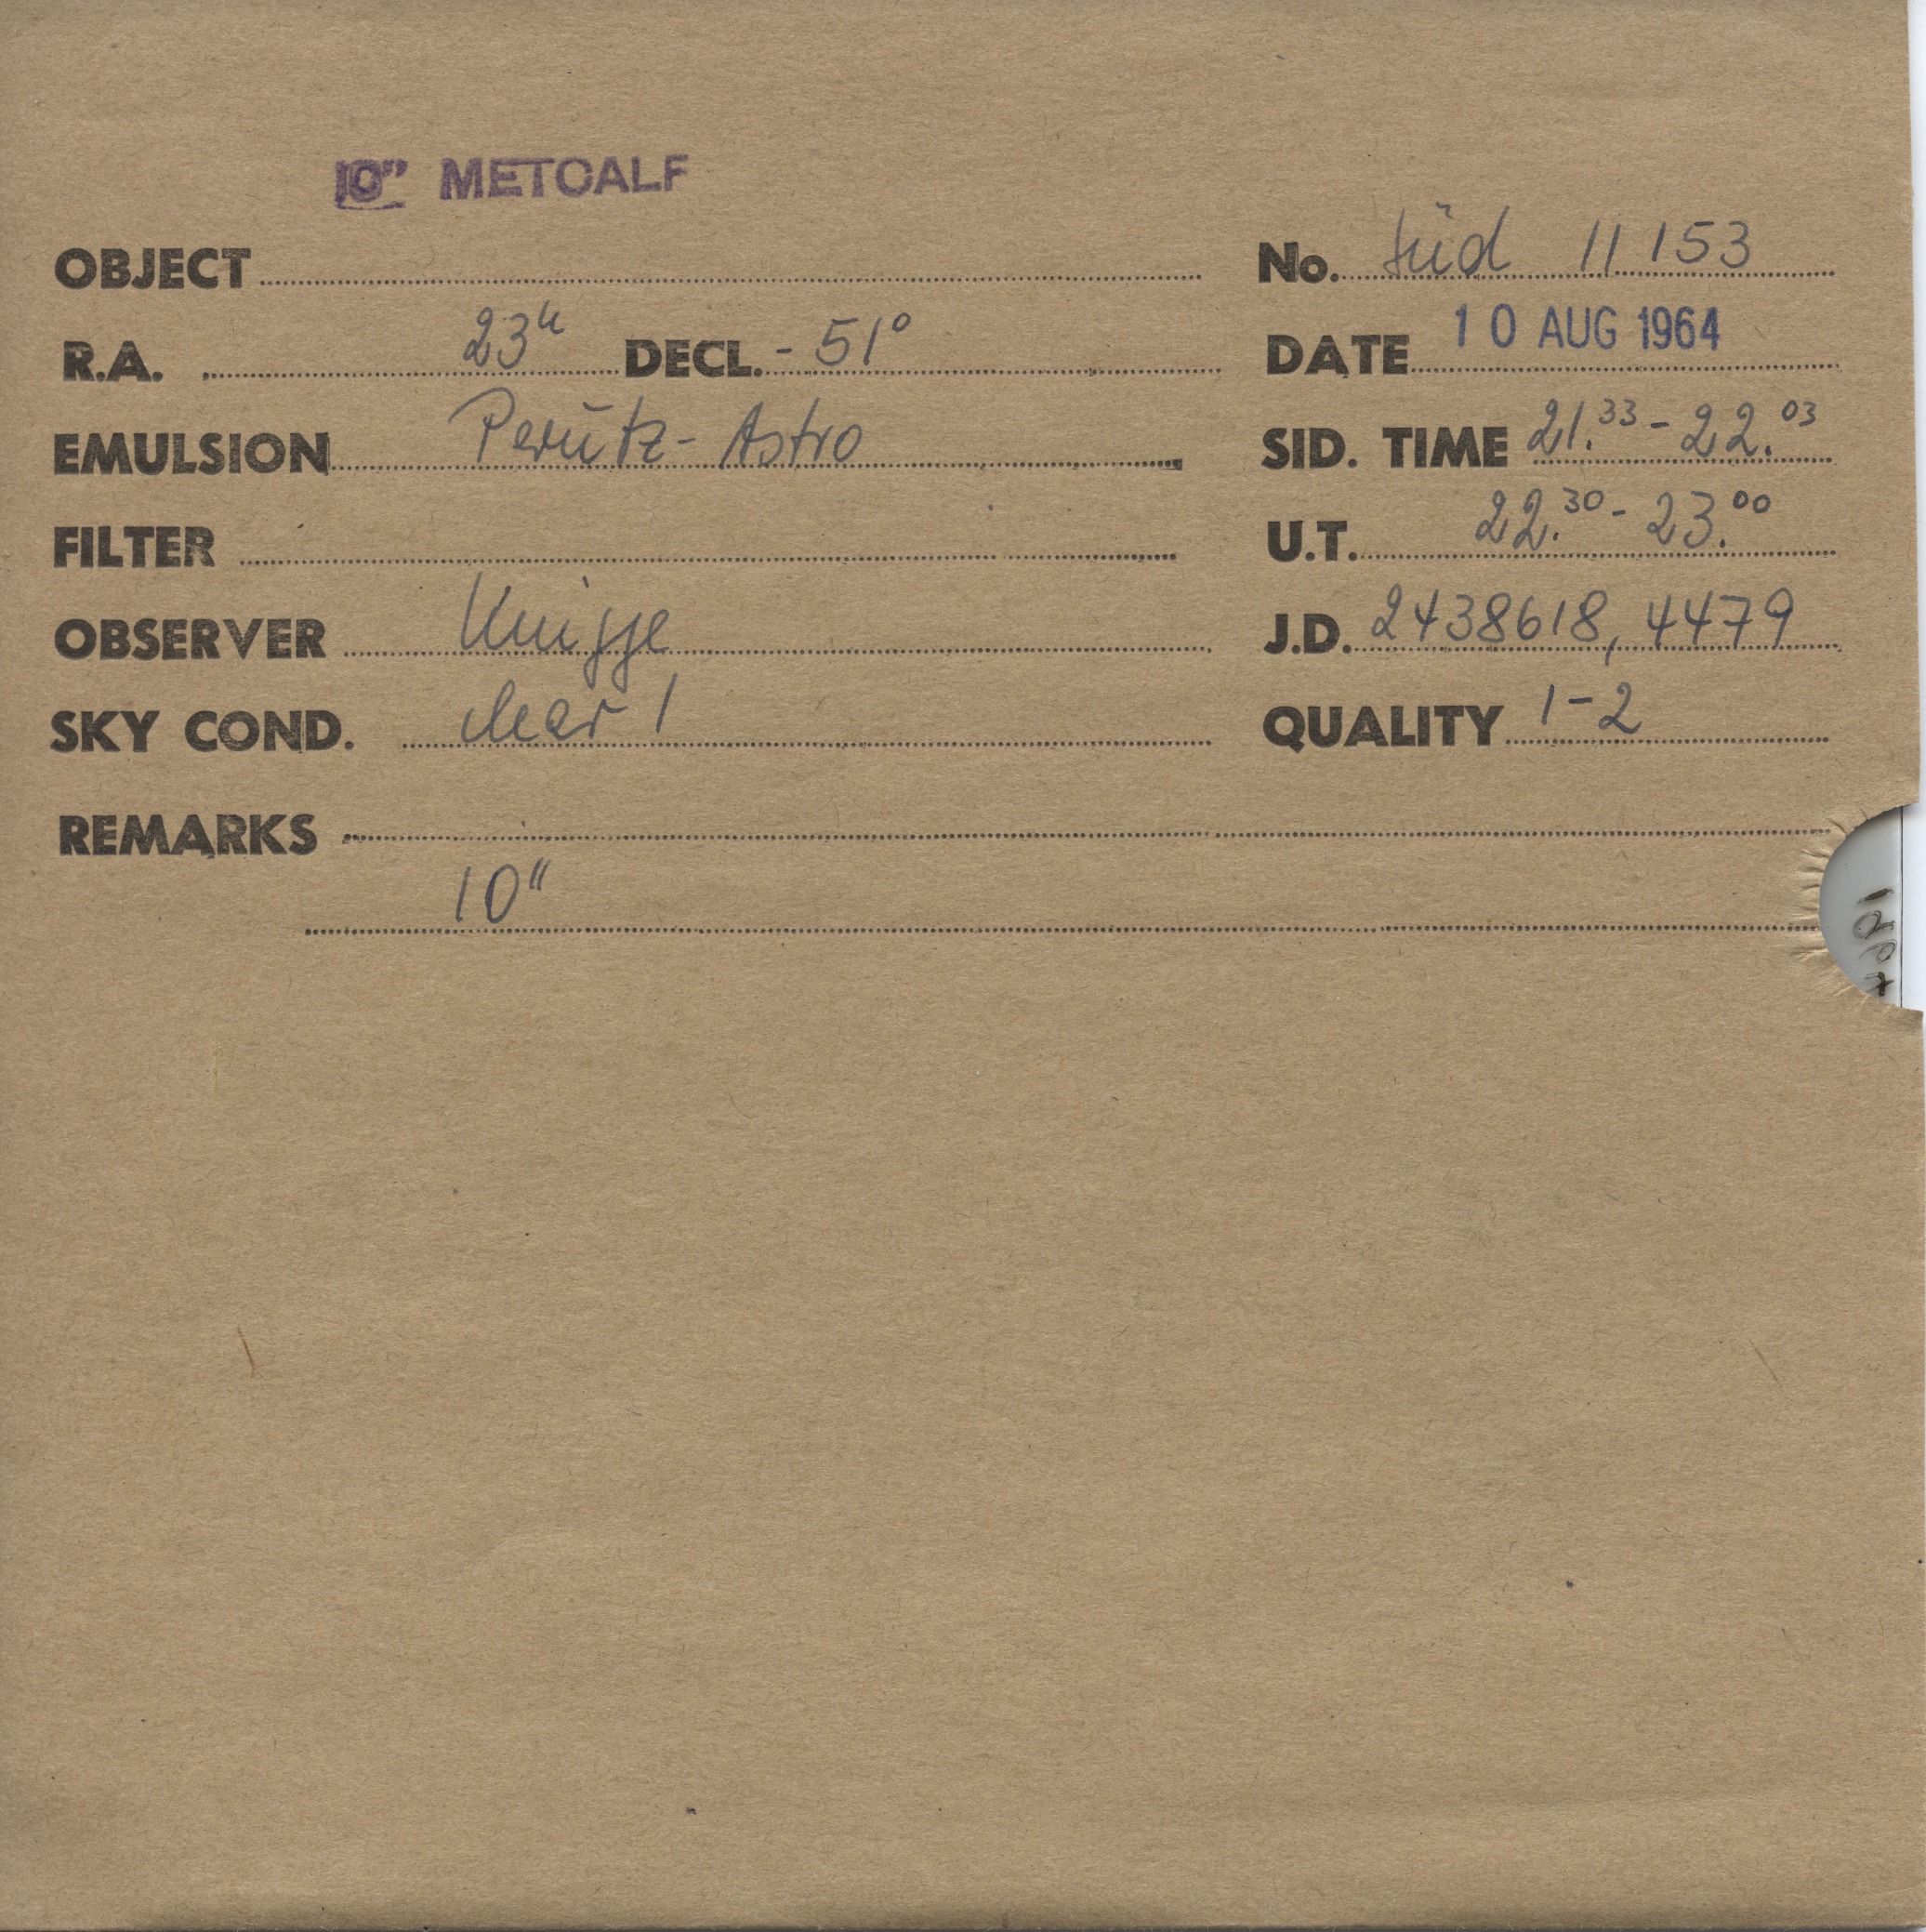 10" METCALF
OBJECT
No. Süd 11153
R.A. 23h DECL. -51°
DATE 10 AUG 1964
EMULSION Perutz-Astro
SID. TIME 21.33 - 22.03
FILTER
U.T. 22.30 - 23.00
OBSERVER Knigge
J.D. 2438618,4479
SKY COND. clear 1
QUALITY 1-2
REMARKS
10"